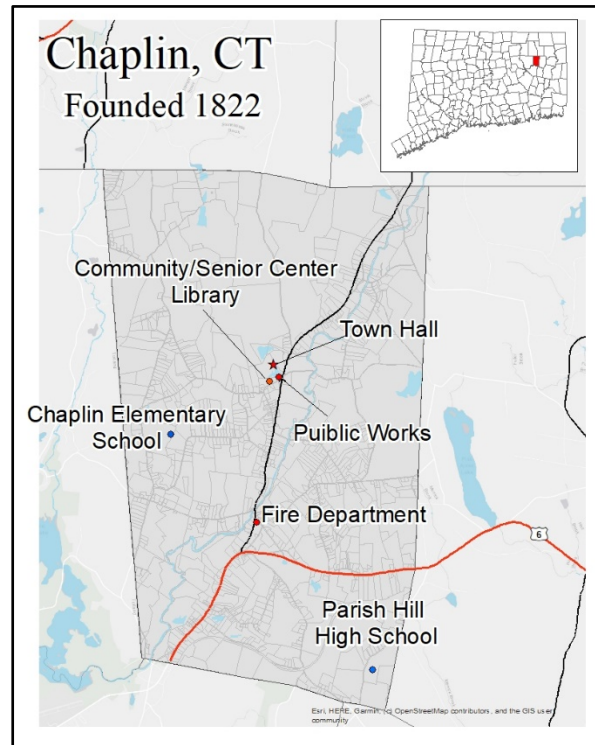 Chaplin, CT
Founded 1822
Community/Senior Center
Library
Town Hall
Chaplin Elementary
School
Puiblic Works
Fire Department
6
Parish Hill
High School
Esri, HERE, Garmin, (c) OpenStreetMap contributors, and the GIS user
community